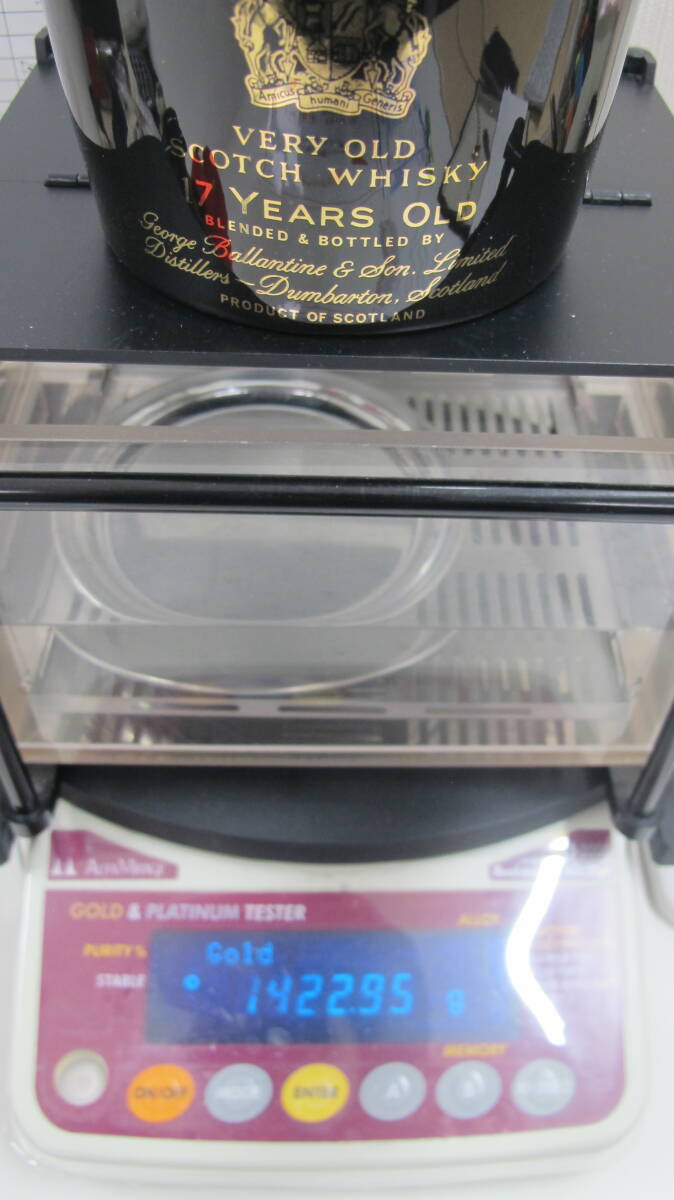 Amicus humani Generis
VERY OLD
SCOTCH WHISKY
17 YEARS OLD
BLENDED & BOTTLED BY
George Ballantine & Son. Limited
Distillers – Dumbarton, Scotland
PRODUCT OF SCOTLAND
GOLD & PLATINUM TESTER
ALLOY
PURITY %
Gold
STABLE
1422.95 g
MEMORY
ON/OFF
ENTER
A